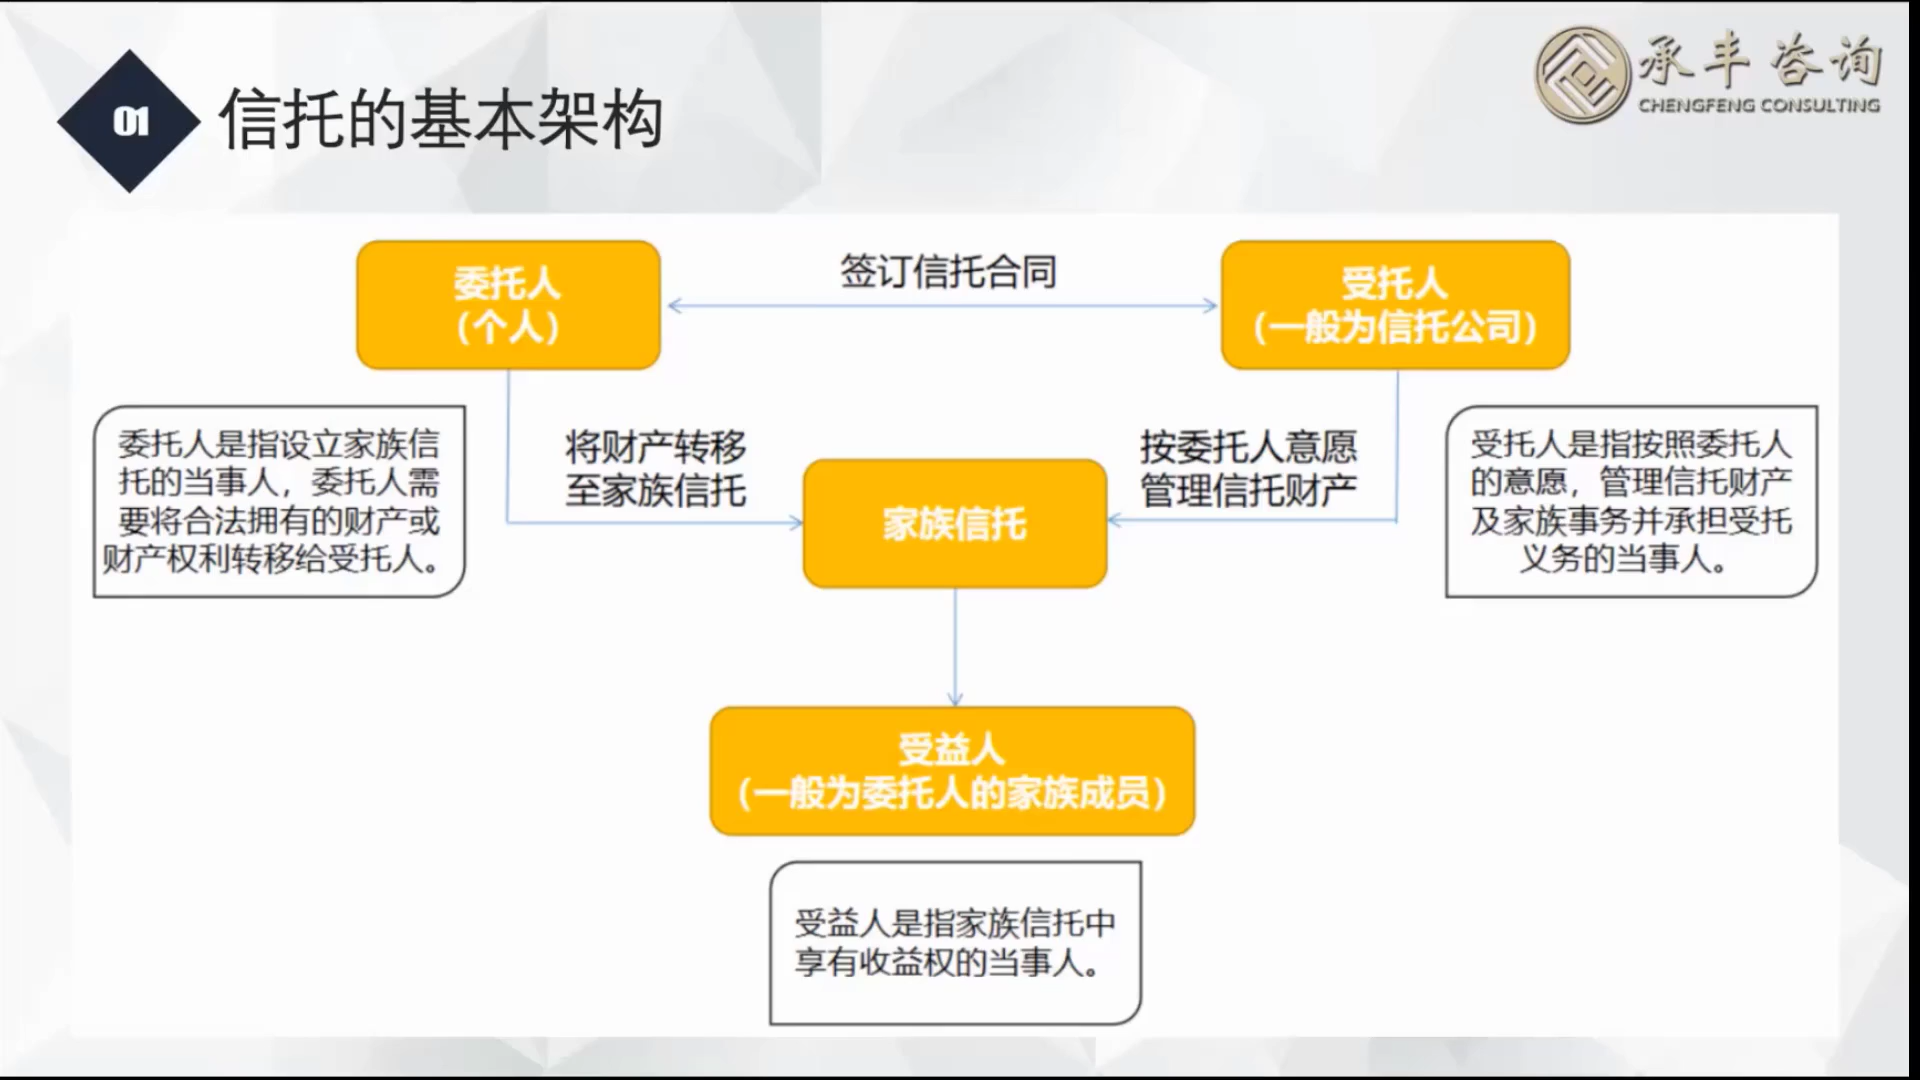 01
信托的基本架构
承丰咨询
CHENGFENG CONSULTING
委托人
（个人）
签订信托合同
受托人
（一般为信托公司）
委托人是指设立家族信
托的当事人，委托人需
要将合法拥有的财产或
财产权利转移给受托人。
将财产转移
至家族信托
家族信托
按委托人意愿
管理信托财产
受托人是指按照委托人
的意愿，管理信托财产
及家族事务并承担受托
义务的当事人。
受益人
（一般为委托人的家族成员）
受益人是指家族信托中
享有收益权的当事人。